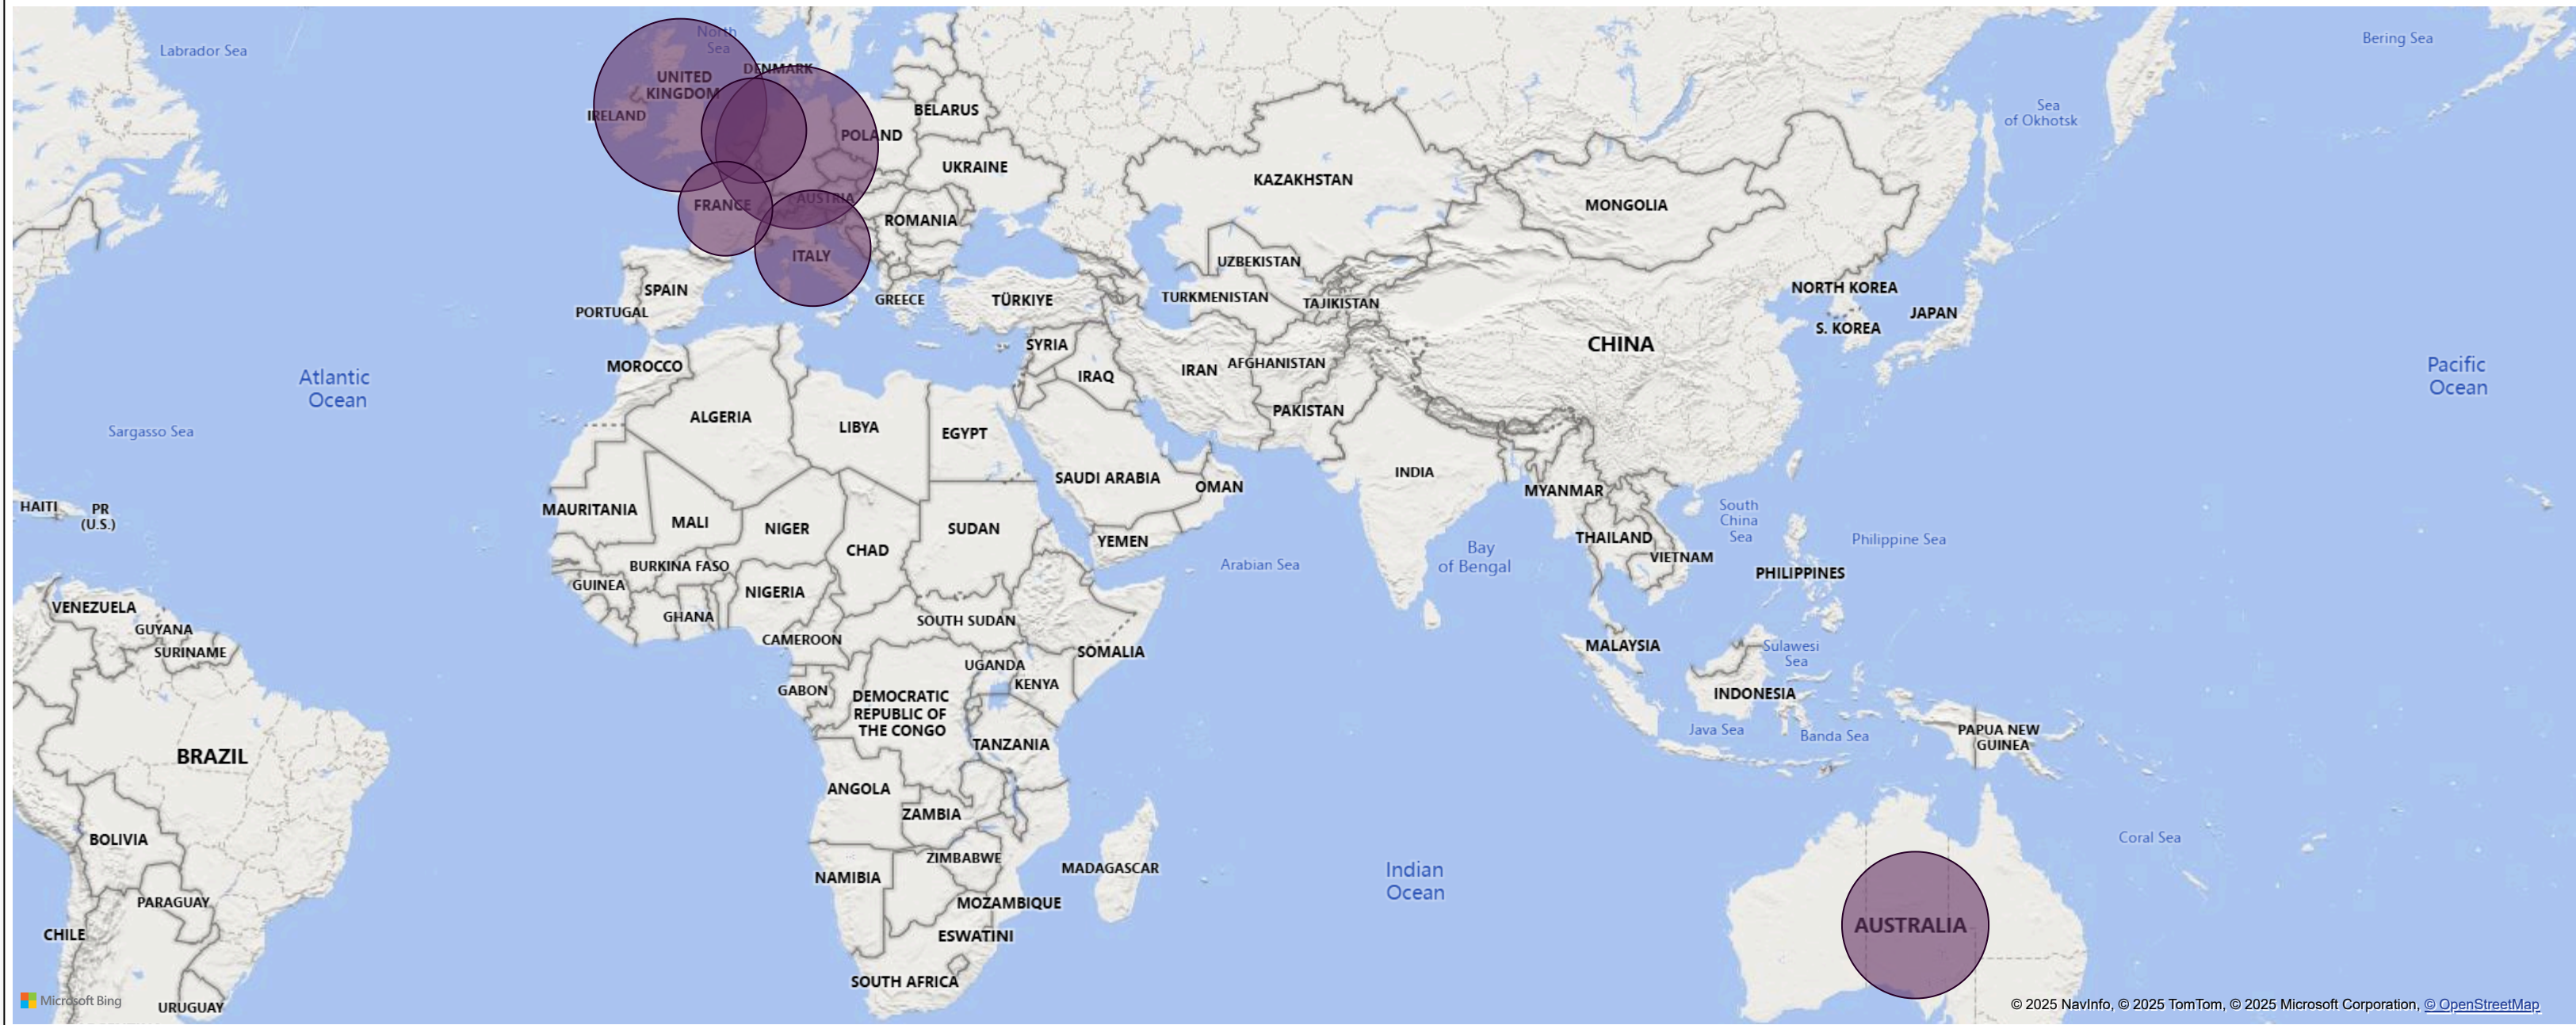 Labrador Sea
North
Sea
Bering Sea
DENMARK
UNITED
KINGDOM
IRELAND
BELARUS
POLAND
Sea
of Okhotsk
UKRAINE
KAZAKHSTAN
AUSTRIA
FRANCE
MONGOLIA
ROMANIA
ITALY
UZBEKISTAN
SPAIN
NORTH KOREA
TURKMENISTAN
TAJIKISTAN
GREECE
TÜRKIYE
PORTUGAL
JAPAN
S. KOREA
SYRIA
CHINA
MOROCCO
IRAN
AFGHANISTAN
Atlantic
Ocean
IRAQ
Pacific
Ocean
PAKISTAN
ALGERIA
LIBYA
EGYPT
Sargasso Sea
INDIA
SAUDI ARABIA
OMAN
MYANMAR
HAITI
PR
(U.S.)
MAURITANIA
MALI
NIGER
SUDAN
South
China
Sea
YEMEN
THAILAND
Philippine Sea
CHAD
Bay
of Bengal
VIETNAM
BURKINA FASO
Arabian Sea
PHILIPPINES
GUINEA
NIGERIA
VENEZUELA
GHANA
SOUTH SUDAN
GUYANA
CAMEROON
SURINAME
SOMALIA
MALAYSIA
Sulawesi
Sea
UGANDA
KENYA
GABON
INDONESIA
DEMOCRATIC
REPUBLIC OF
THE CONGO
Java Sea
Banda Sea
PAPUA NEW
GUINEA
TANZANIA
BRAZIL
ANGOLA
ZAMBIA
BOLIVIA
Coral Sea
ZIMBABWE
MADAGASCAR
NAMIBIA
Indian
Ocean
PARAGUAY
MOZAMBIQUE
AUSTRALIA
CHILE
ESWATINI
SOUTH AFRICA
Microsoft Bing
URUGUAY
© 2025 NavInfo, © 2025 TomTom, © 2025 Microsoft Corporation, © OpenStreetMap